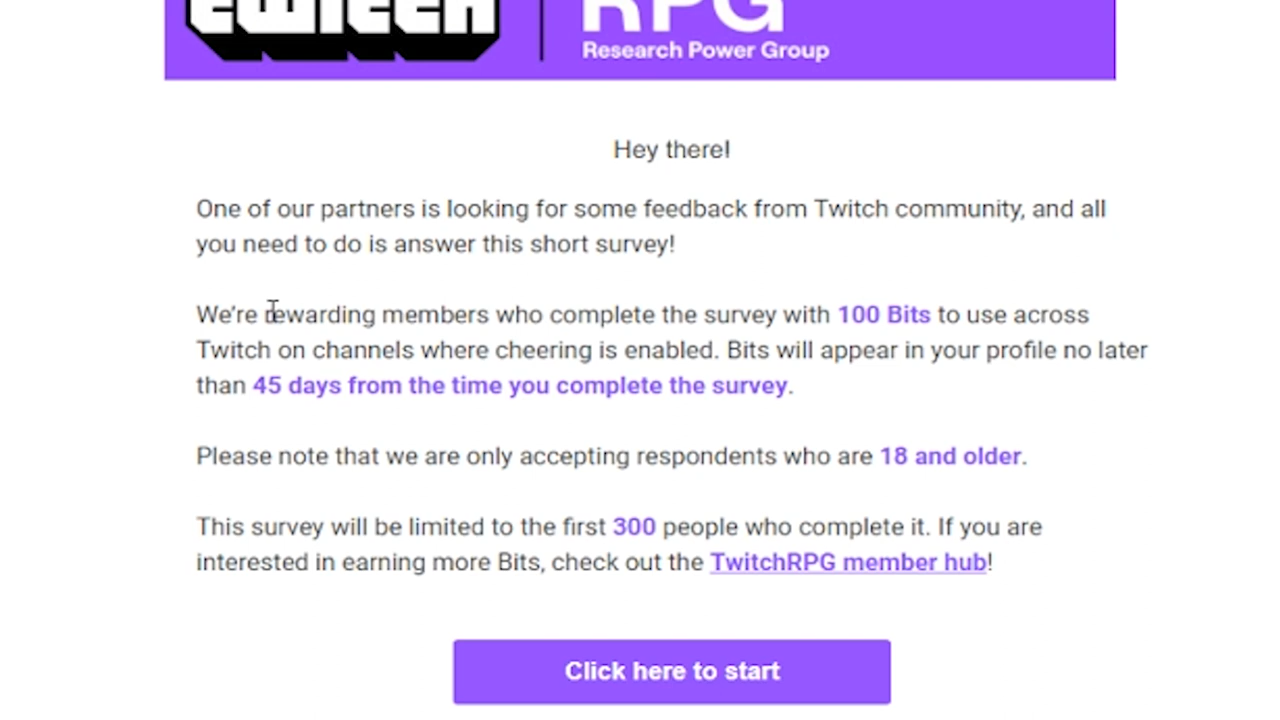 twitch
RPG
Research Power Group
Hey there!
One of our partners is looking for some feedback from Twitch community, and all
you need to do is answer this short survey!
We're rewarding members who complete the survey with 100 Bits to use across
Twitch on channels where cheering is enabled. Bits will appear in your profile no later
than 45 days from the time you complete the survey.
Please note that we are only accepting respondents who are 18 and older.
This survey will be limited to the first 300 people who complete it. If you are
interested in earning more Bits, check out the TwitchRPG member hub!
Click here to start